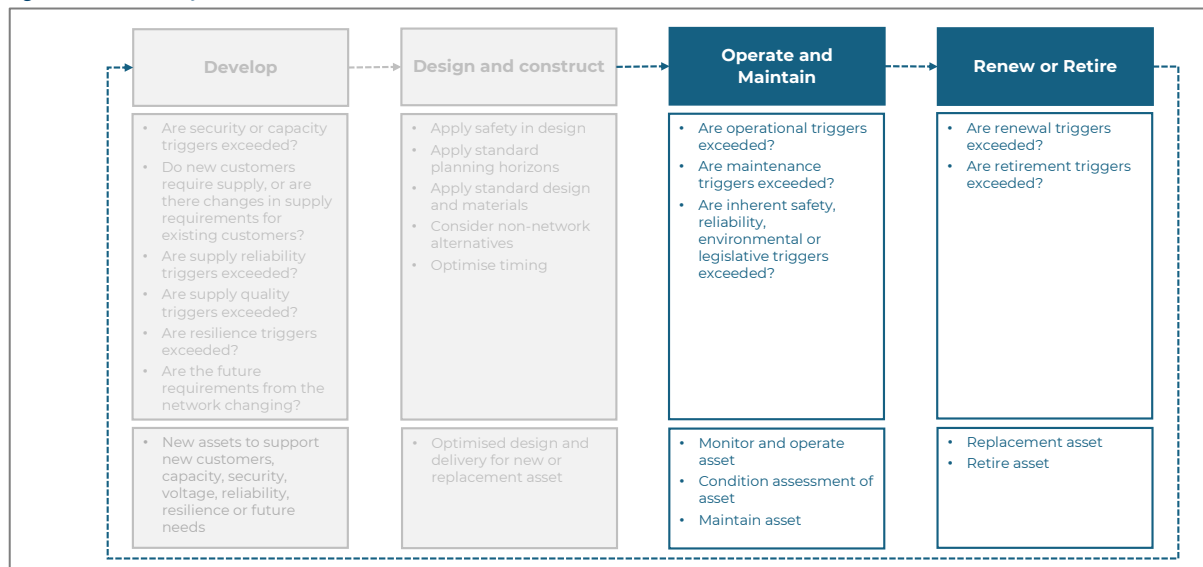 Develop
Design and construct
Operate and
Maintain
Renew or Retire
• Are security or capacity
triggers exceeded?
• Do new customers
require supply, or are
there changes in supply
requirements for
existing customers?
• Are supply reliability
triggers exceeded?
• Are supply quality
triggers exceeded?
• Are resilience triggers
exceeded?
• Are the future
requirements from the
network changing?
• Apply safety in design
• Apply standard
planning horizons
• Apply standard design
and materials
• Consider non-network
alternatives
• Optimise timing
• Are operational triggers
exceeded?
• Are maintenance
triggers exceeded?
• Are inherent safety,
reliability,
environmental or
legislative triggers
exceeded?
• Are renewal triggers
exceeded?
• Are retirement triggers
exceeded?
• New assets to support
new customers,
capacity, security,
voltage, reliability,
resilience or future
needs
• Optimised design and
delivery for new or
replacement asset
• Monitor and operate
asset
• Condition assessment of
asset
• Maintain asset
• Replacement asset
• Retire asset